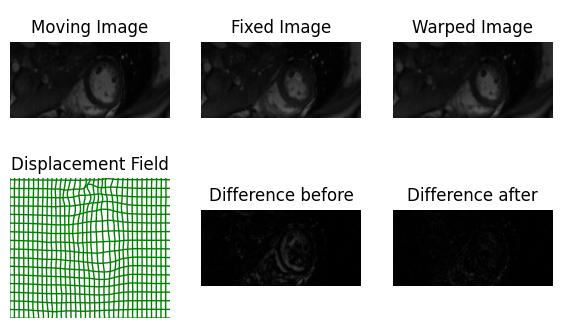 Moving Image
Fixed Image
Warped Image
Displacement Field
Difference before
Difference after